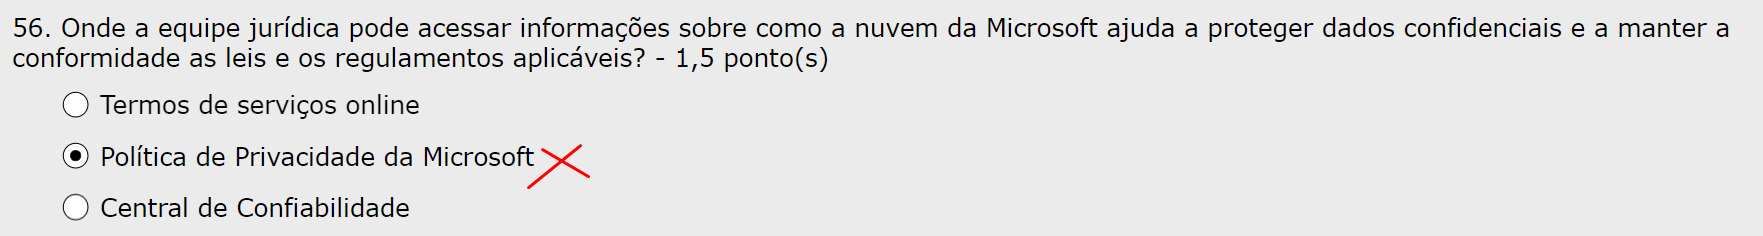 56. Onde a equipe jurídica pode acessar informações sobre como a nuvem da Microsoft ajuda a proteger dados confidenciais e a manter a
conformidade as leis e os regulamentos aplicáveis? - 1,5 ponto(s)
Termos de serviços online
Política de Privacidade da Microsoft
Central de Confiabilidade